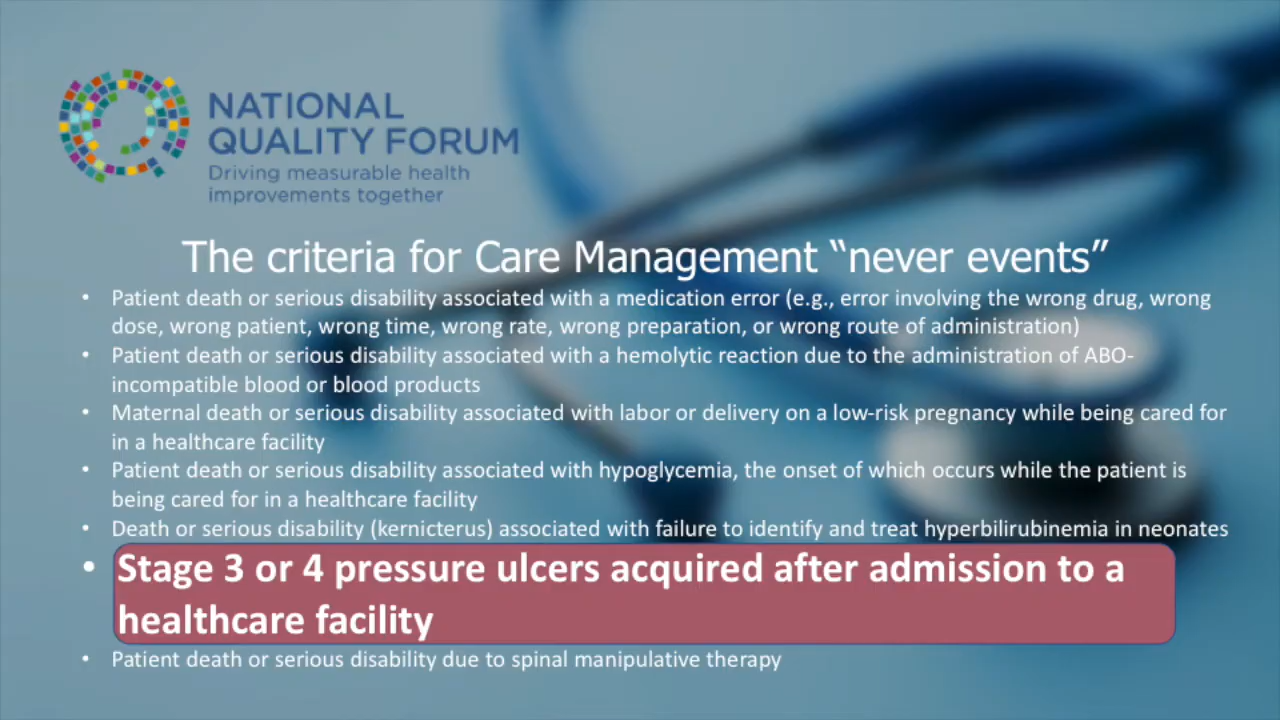 NATIONAL
QUALITY FORUM
Driving measurable health
improvements together
The criteria for Care Management “never events”
• Patient death or serious disability associated with a medication error (e.g., error involving the wrong drug, wrong
dose, wrong patient, wrong time, wrong rate, wrong preparation, or wrong route of administration)
• Patient death or serious disability associated with a hemolytic reaction due to the administration of ABO-
incompatible blood or blood products
• Maternal death or serious disability associated with labor or delivery on a low-risk pregnancy while being cared for
in a healthcare facility
• Patient death or serious disability associated with hypoglycemia, the onset of which occurs while the patient is
being cared for in a healthcare facility
• Death or serious disability (kernicterus) associated with failure to identify and treat hyperbilirubinemia in neonates
• Stage 3 or 4 pressure ulcers acquired after admission to a
healthcare facility
• Patient death or serious disability due to spinal manipulative therapy